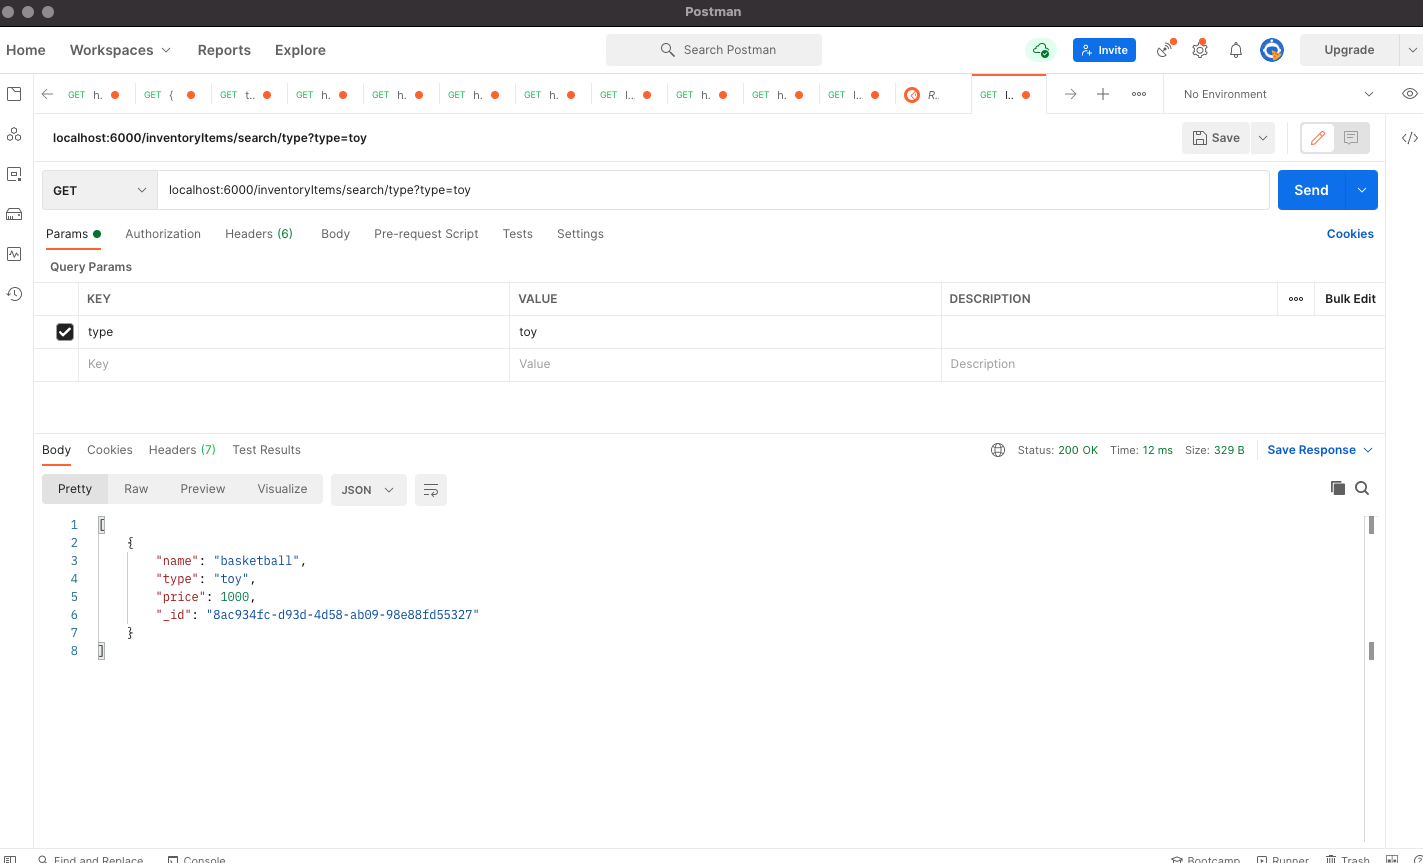 Postman
Home Workspaces Reports Explore Search Postman Invite Upgrade
GET h. GET { GET t.. GET h. GET h. GET h. GET h. GET l... GET h. GET h. GET l... R.. GET l.. No Environment
localhost:6000/inventoryItems/search/type?type=toy Save
GET localhost:6000/inventoryItems/search/type?type=toy Send
Params Authorization Headers (6) Body Pre-request Script Tests Settings Cookies
Query Params
KEY VALUE DESCRIPTION Bulk Edit
type toy
Key Value Description
Body Cookies Headers (7) Test Results Status: 200 OK Time: 12 ms Size: 329 B Save Response
Pretty Raw Preview Visualize JSON
1 [
2 {
3 "name": "basketball",
4 "type": "toy",
5 "price": 1000,
6 "_id": "8ac934fc-d93d-4d58-ab09-98e88fd55327"
7 }
8 ]
Find and Replace Console Bootcamp Runner Trash